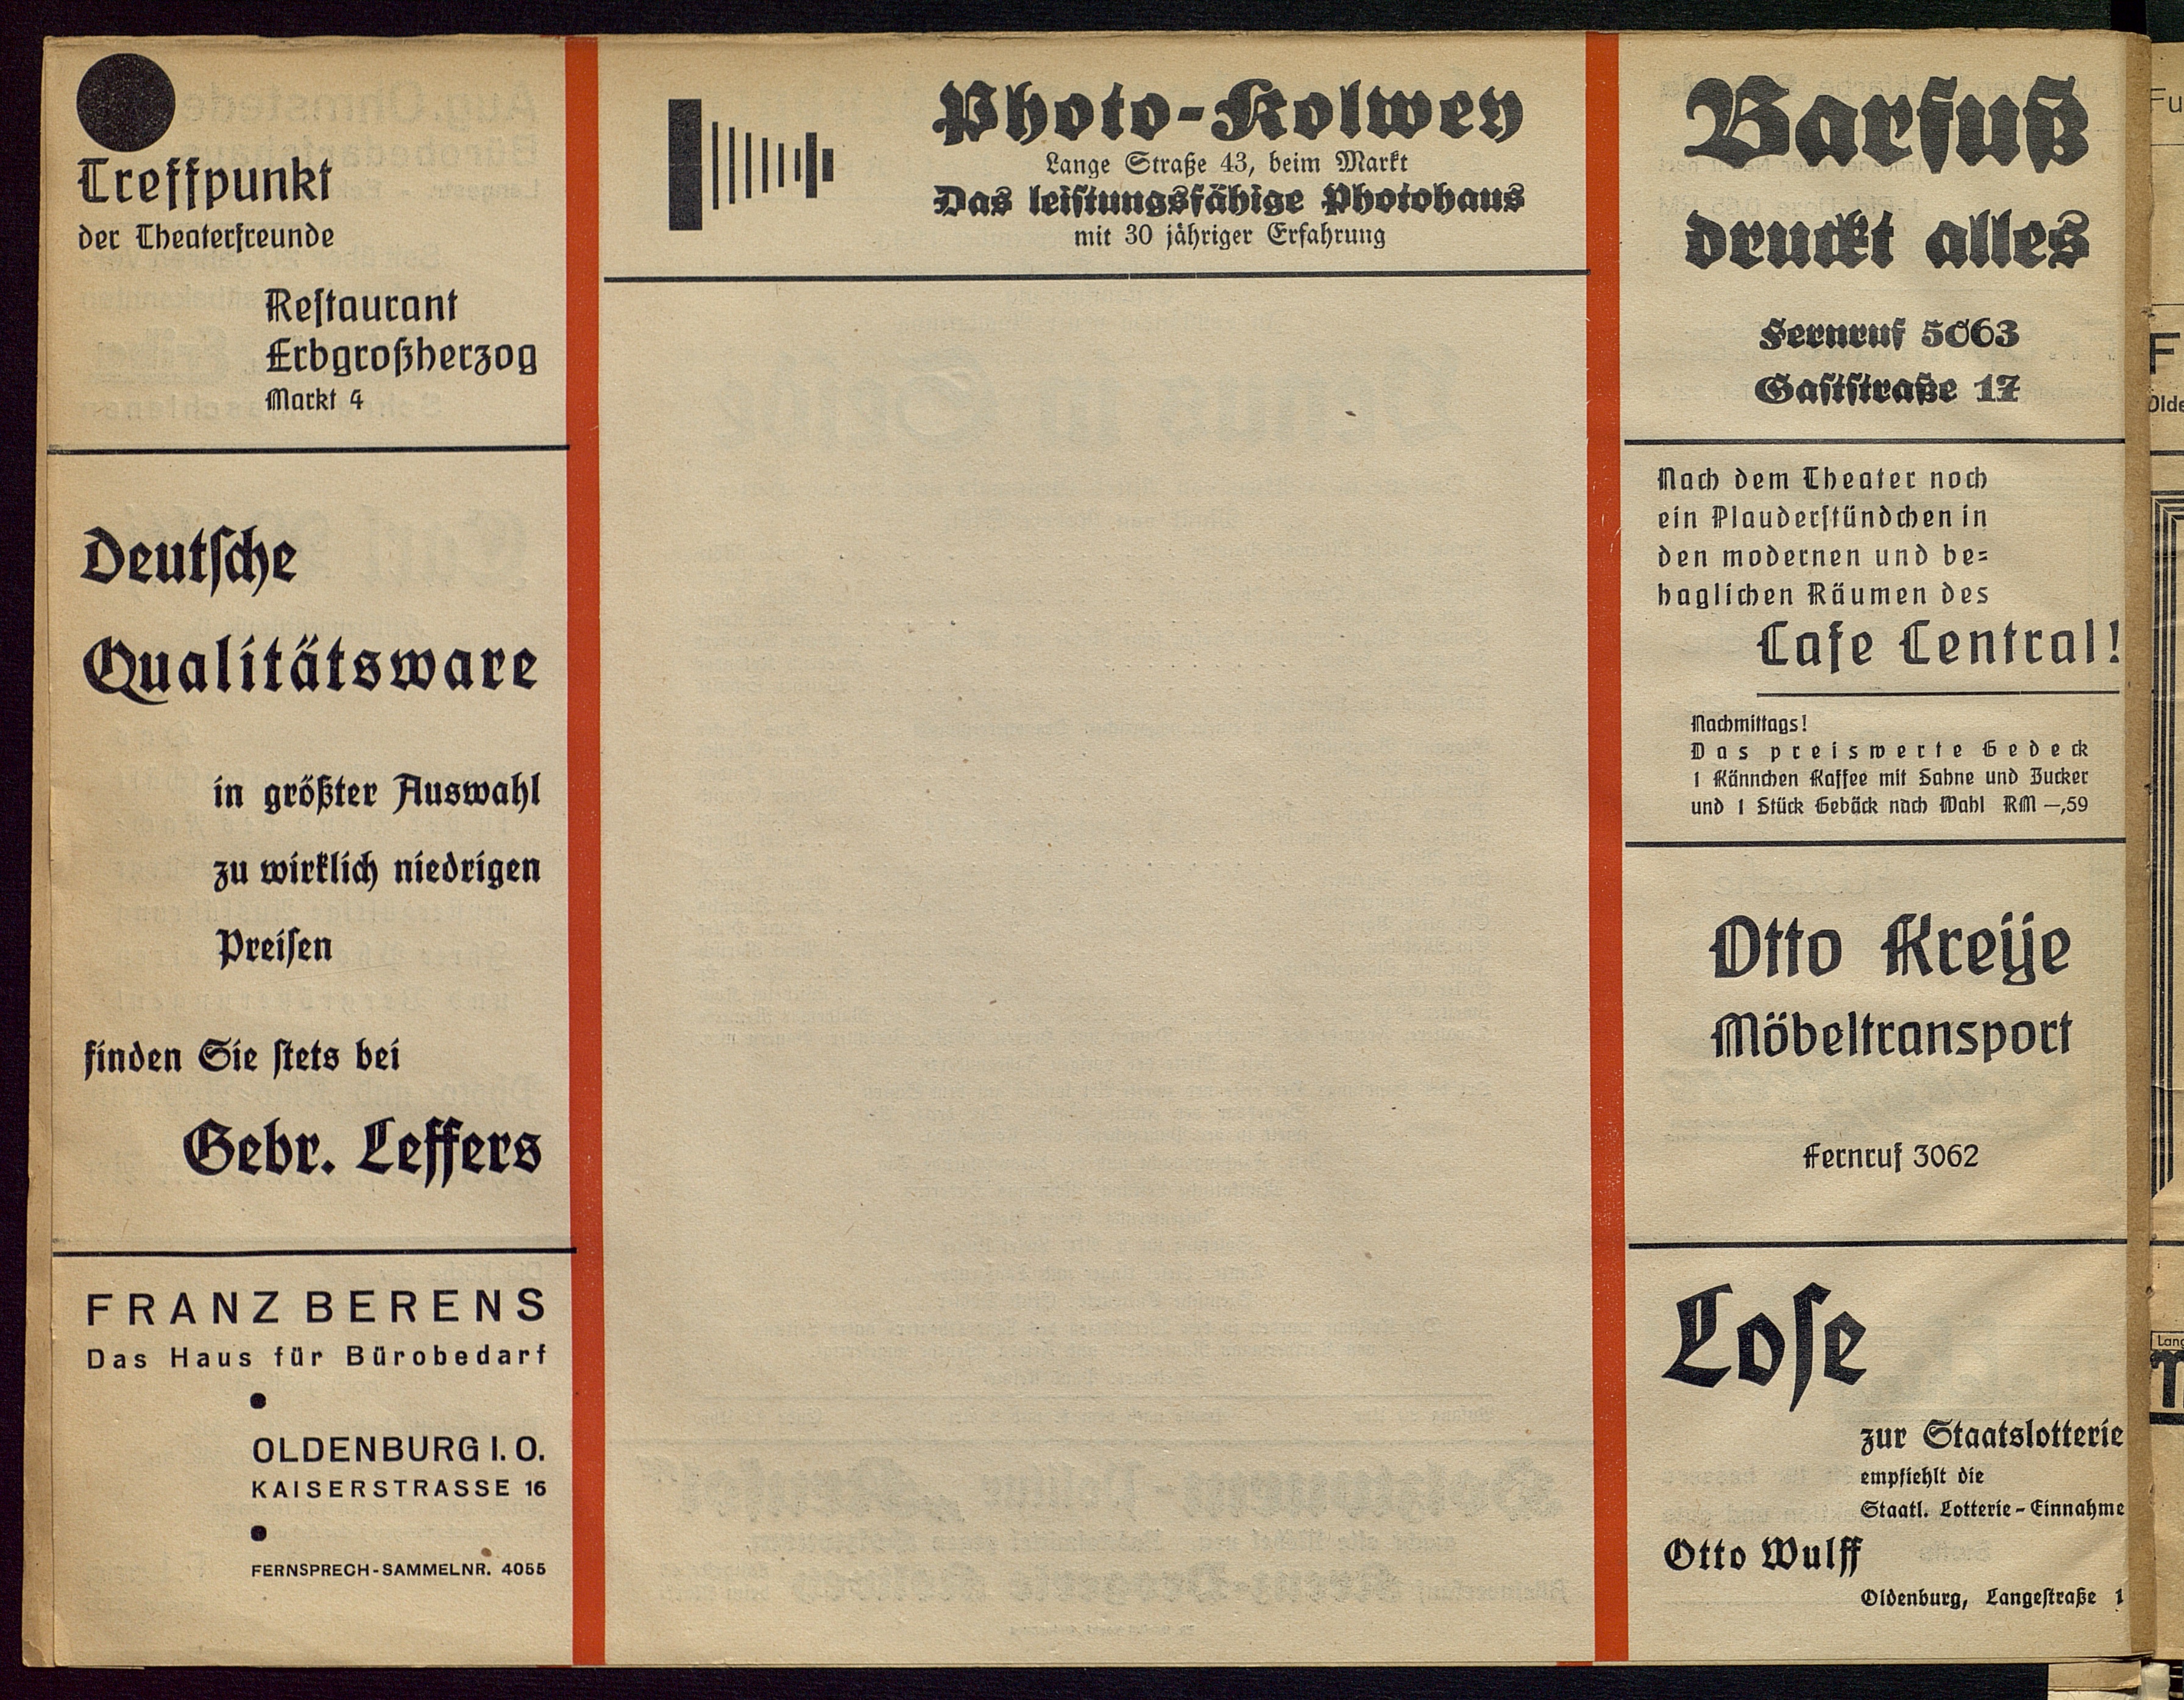 Treffpunkt
der Theaterfreunde
Restaurant
Erbgroßherzog
Markt 4
Deutsche
Qualitätsware
in größter Auswahl
zu wirklich niedrigen
Preisen
finden Sie stets bei
Gebr. Leffers
FRANZ BERENS
Das Haus für Bürobedarf
OLDENBURG I. O.
KAISERSTRASSE 16
FERNSPRECH-SAMMELNR. 4055
Photo-Kolwey
Lange Straße 43, beim Markt
Das leistungsfähige Photohaus
mit 30 jähriger Erfahrung
Barfuß
druckt alles
Fernruf 5063
Gaststraße 17
Nach dem Theater noch
ein Plauderstündchen in
den modernen und be=
haglichen Räumen des
Cafe Central!
Nachmittags!
Das preiswerte Gedeck
1 Kännchen Kaffee mit Sahne und Zucker
und 1 Stück Gebäck nach Wahl RM —,59
Otto Kreye
Möbeltransport
Fernruf 3062
Lose
zur Staatslotterie
empfiehlt die
Staatl. Lotterie-Einnahme
Otto Wulff
Oldenburg, Langestraße 1